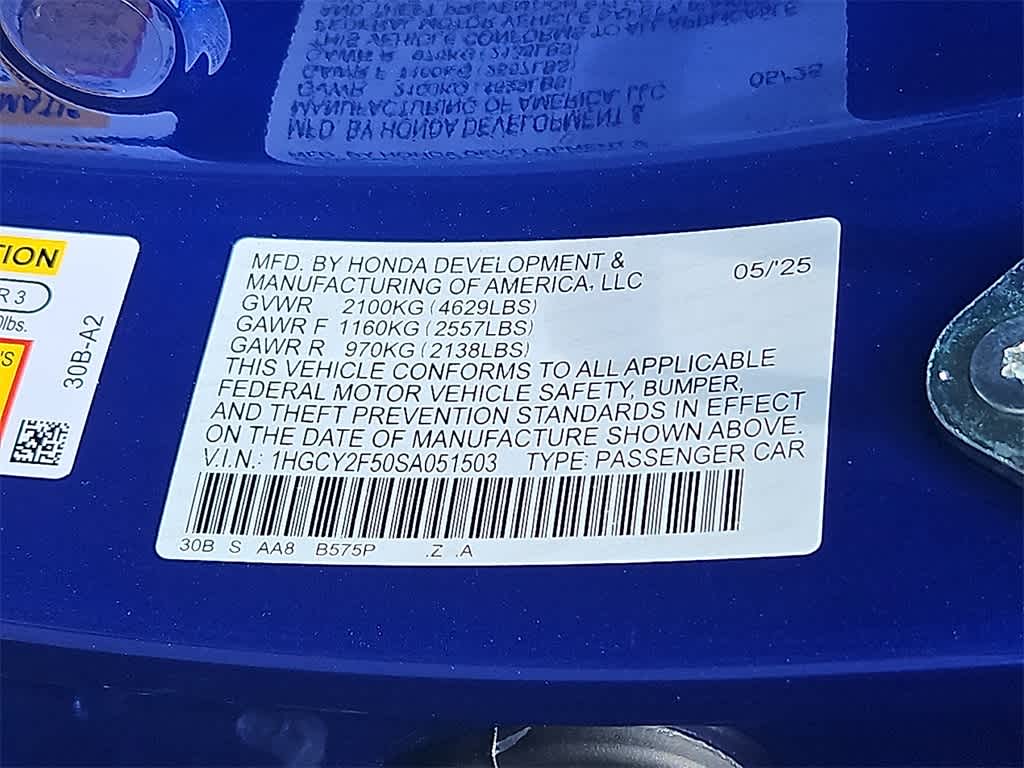 MFD. BY HONDA DEVELOPMENT &
MANUFACTURING OF AMERICA, LLC
05/'25
GVWR 2100KG (4629LBS)
GAWR F 1160KG (2557LBS)
GAWR R 970KG (2138LBS)
THIS VEHICLE CONFORMS TO ALL APPLICABLE
FEDERAL MOTOR VEHICLE SAFETY, BUMPER,
AND THEFT PREVENTION STANDARDS IN EFFECT
ON THE DATE OF MANUFACTURE SHOWN ABOVE.
V.I.N.: 1HGCY2F50SA051503 TYPE: PASSENGER CAR
30B S AA8 B575P .Z .A
TION
R 3
0lbs.
'S
30B-A2